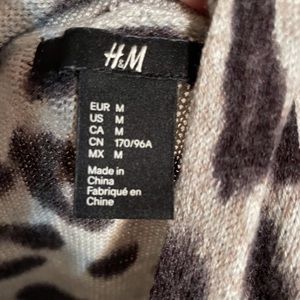 H&M
EUR M
US M
CA M
CN 170/96A
MX M
Made in
China
Fabriqué en
Chine